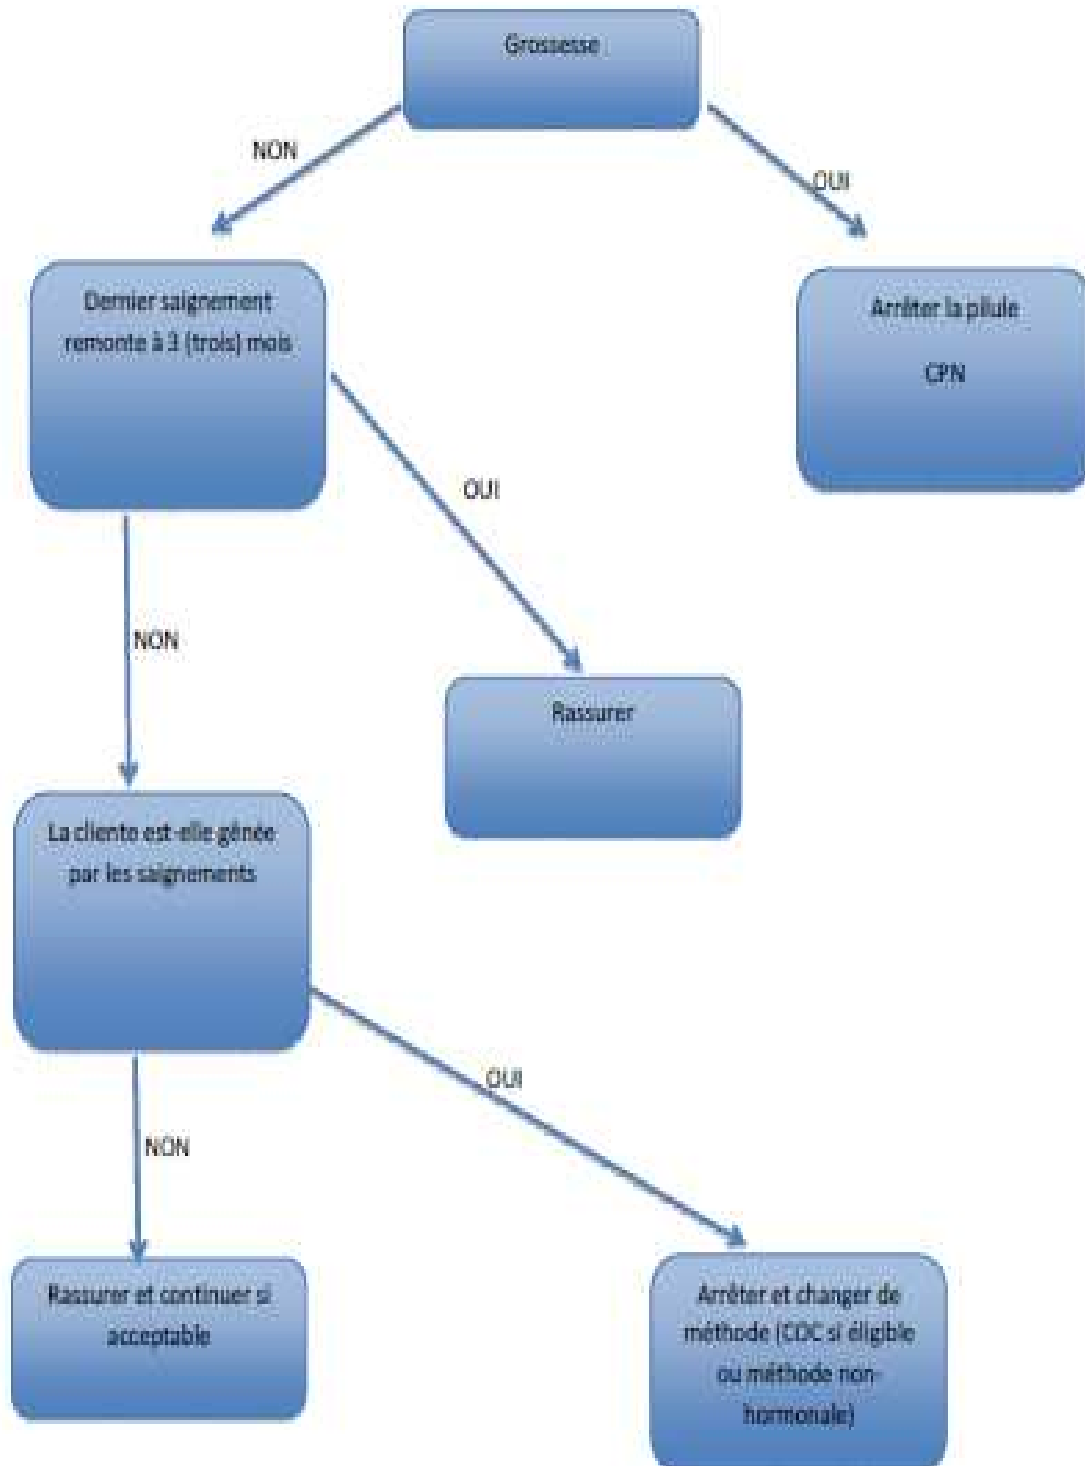 Grossesse
NON
OUI
Dernier saignement
remonte à 3 (trois) mois
Arrêter la pilule
CPN
OUI
NON
Rassurer
La cliente est-elle gênée
par les saignements
OUI
NON
Rassurer et continuer si
acceptable
Arrêter et changer de
méthode (COC si éligible
ou méthode non-
hormonale)